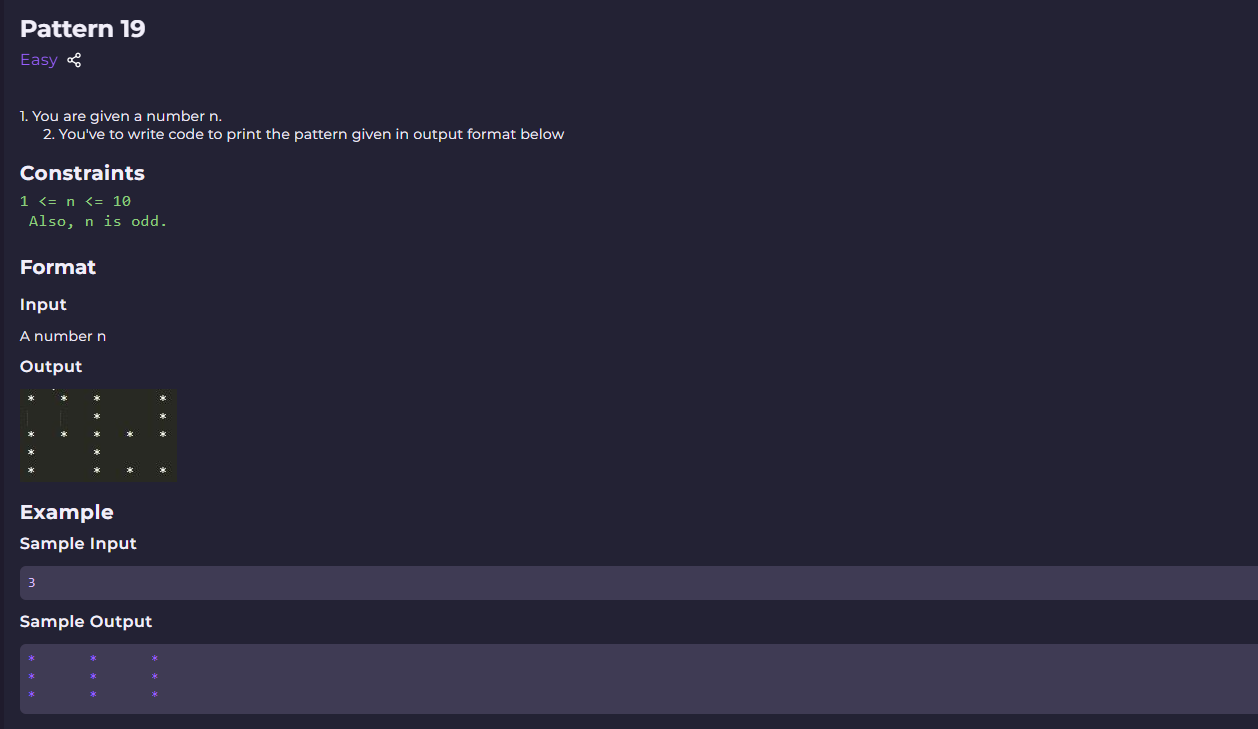 Pattern 19
Easy
1. You are given a number n.
2. You've to write code to print the pattern given in output format below
Constraints
1 <= n <= 10
Also, n is odd.
Format
Input
A number n
Output
*   *   *       *
        *       *
*   *   *   *   *
*       *
*       *   *   *
Example
Sample Input
3
Sample Output
*       *       *
*       *       *
*       *       *